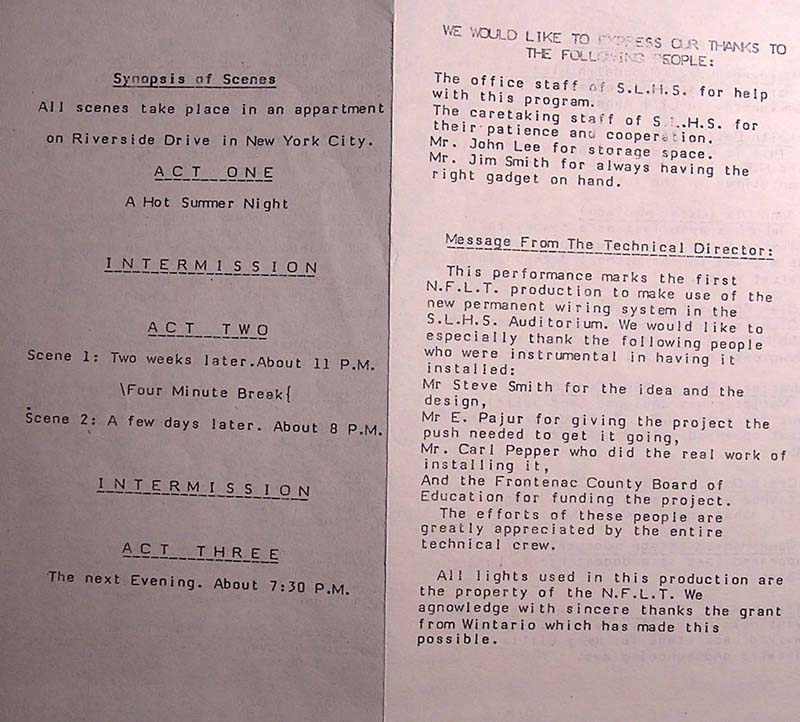 Synopsis of Scenes
All scenes take place in an appartment
on Riverside Drive in New York City.
ACT ONE
A Hot Summer Night
INTERMISSION
ACT TWO
Scene 1: Two weeks later.About 11 P.M.
\Four Minute Break{
Scene 2: A few days later. About 8 P.M.
INTERMISSION
ACT THREE
The next Evening. About 7:30 P.M.
WE WOULD LIKE TO EXPRESS OUR THANKS TO
THE FOLLOWING PEOPLE:
The office staff of S.L.H.S. for help
with this program.
The caretaking staff of S.L.H.S. for
their patience and cooperation.
Mr. John Lee for storage space.
Mr. Jim Smith for always having the
right gadget on hand.
Message From The Technical Director:
This performance marks the first
N.F.L.T. production to make use of the
new permanent wiring system in the
S.L.H.S. Auditorium. We would like to
especially thank the following people
who were instrumental in having it
installed:
Mr Steve Smith for the idea and the
design,
Mr E. Pajur for giving the project the
push needed to get it going,
Mr. Carl Pepper who did the real work of
installing it,
And the Frontenac County Board of
Education for funding the project.
The efforts of these people are
greatly appreciated by the entire
technical crew.
All lights used in this production are
the property of the N.F.L.T. We
agnowledge with sincere thanks the grant
from Wintario which has made this
possible.